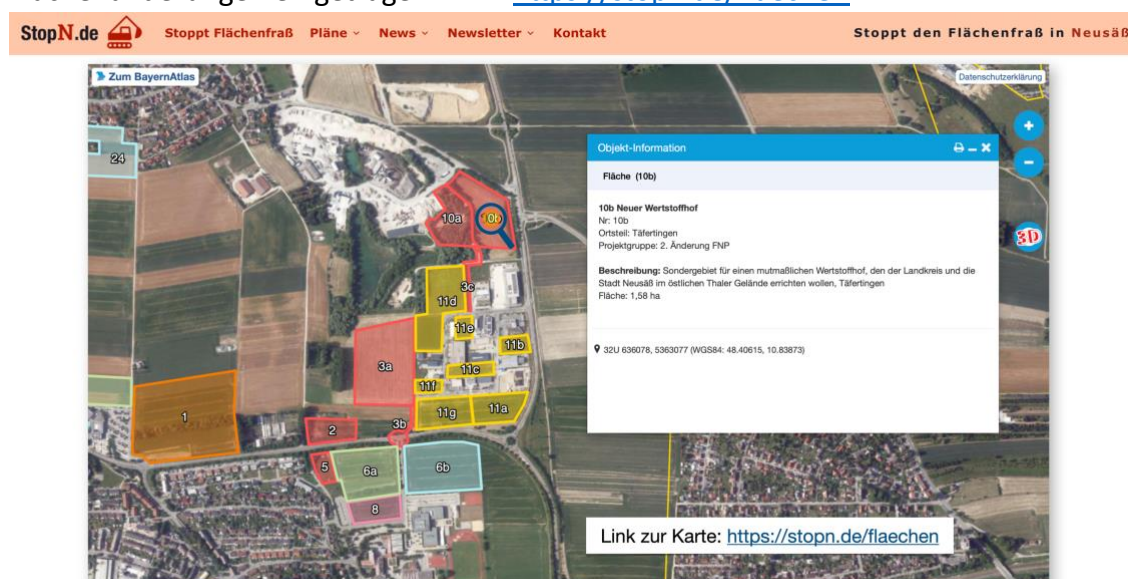 StopN.de Stoppt Flächenfraß Pläne News Newsletter Kontakt Stoppt den Flächenfraß in Neusäß
Zum BayernAtlas
Datenschutzerklärung
Objekt-Information
Fläche (10b)
10b Neuer Wertstoffhof
Nr: 10b
Ortsteil: Täfertingen
Projektgruppe: 2. Änderung FNP
Beschreibung: Sondergebiet für einen mutmaßlichen Wertstoffhof, den der Landkreis und die
Stadt Neusäß im östlichen Thaler Gelände errichten wollen, Täfertingen
Fläche: 1,58 ha
32U 636078, 5363077 (WGS84: 48.40615, 10.83873)
+
−
3D
24
10a
10b
3c
11d
11e
11b
3a
11c
11f
11g
11a
1
2
3b
5
6a
6b
8
Link zur Karte: https://stopn.de/flaechen